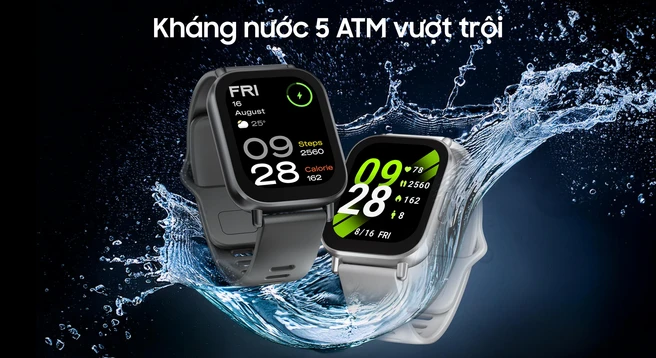 Kháng nước 5 ATM vượt trội
FRI
16
August
25°
09
Steps
2560
28
Calorie
162
09
78
2560
28
162
8
8/16 FRI